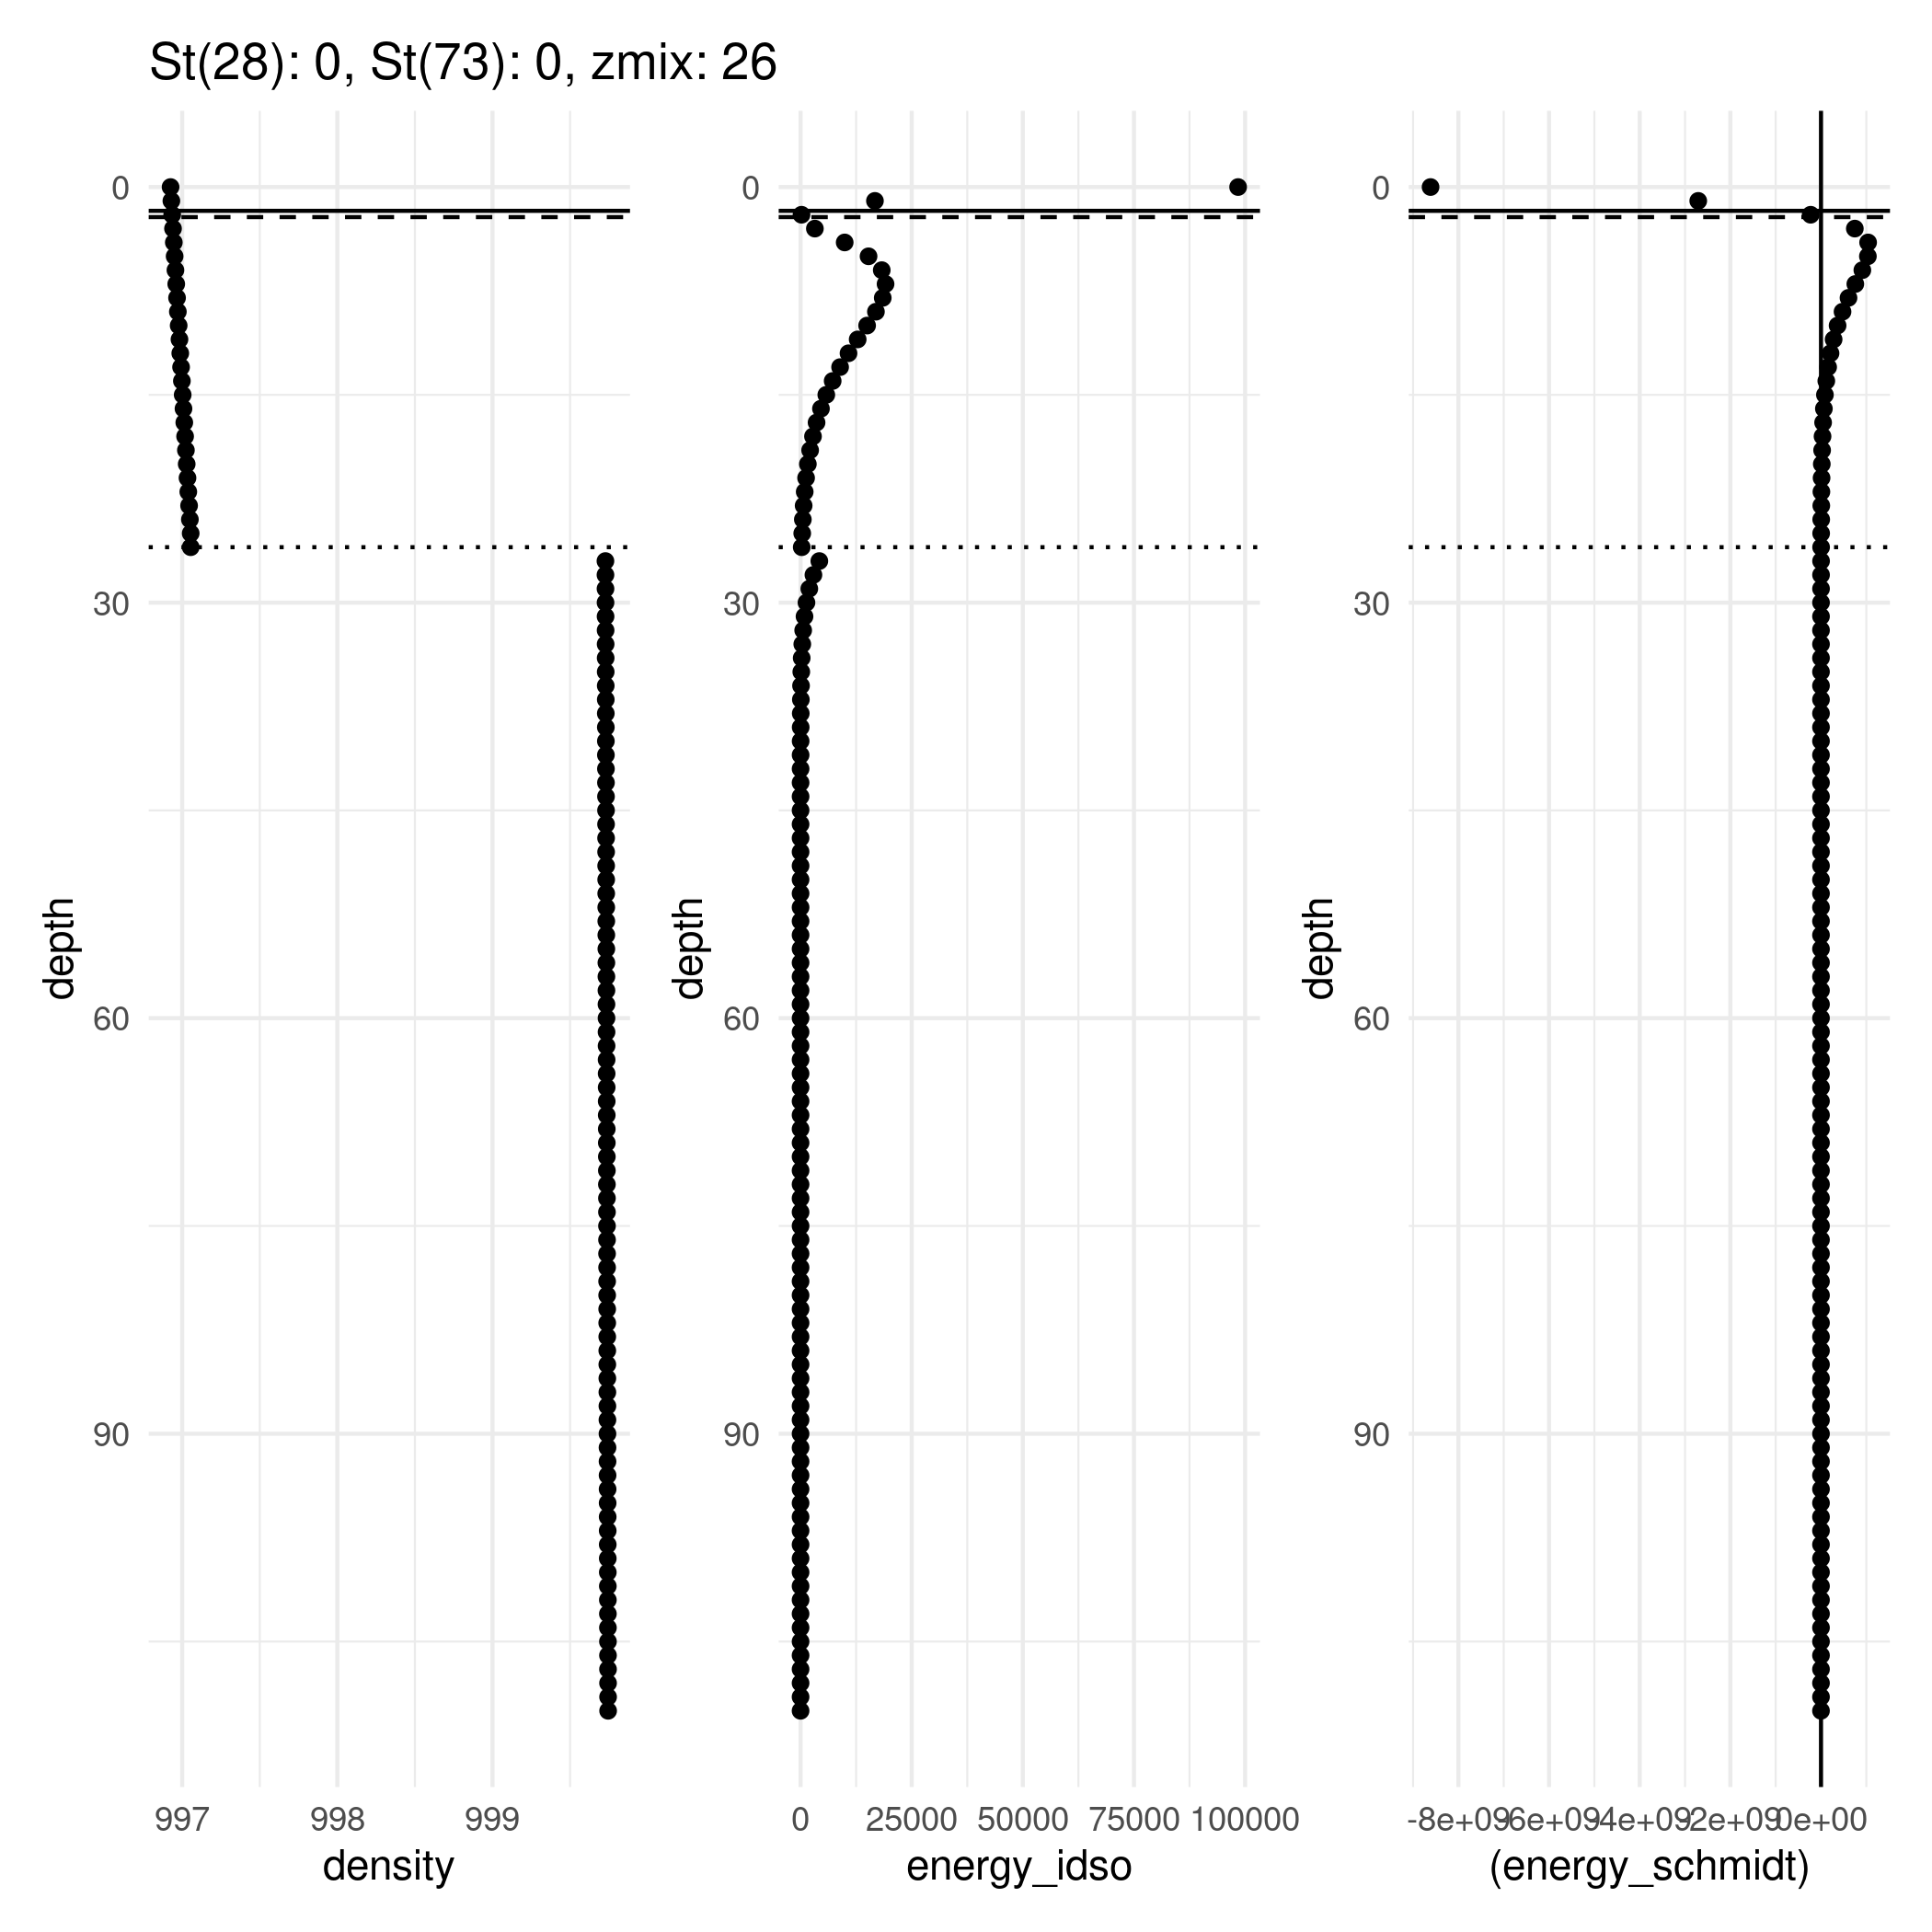 St(28): 0, St(73): 0, zmix: 26
0
30
60
90
depth
997
998
999
density
0
30
60
90
depth
0
25000
50000
75000
100000
energy_idso
0
30
60
90
depth
-8e+09
-6e+09
-4e+09
-2e+09
0e+00
(energy_schmidt)